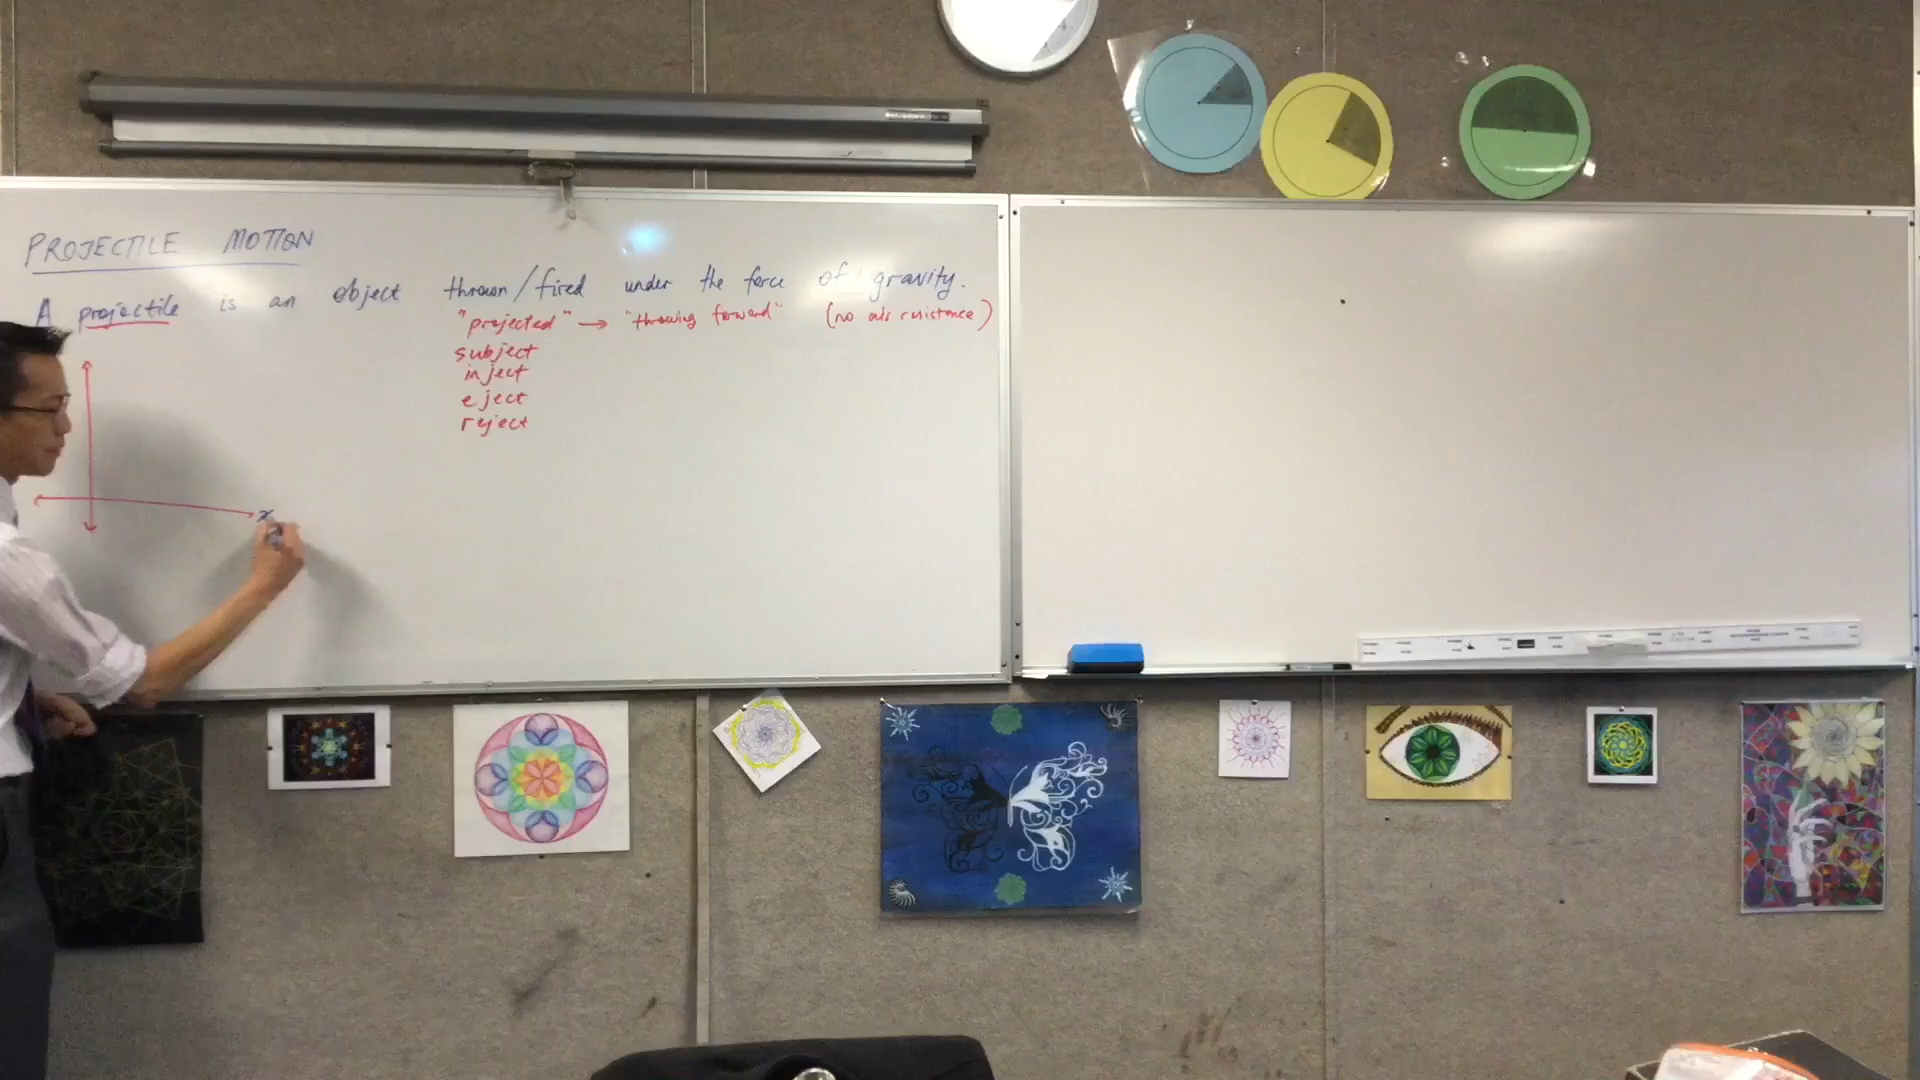 PROJECTILE MOTION
A projectile is an object thrown/fired under the force of gravity.
"projected" → "throwing forward" (no air resistance)
subject
inject
eject
reject
x